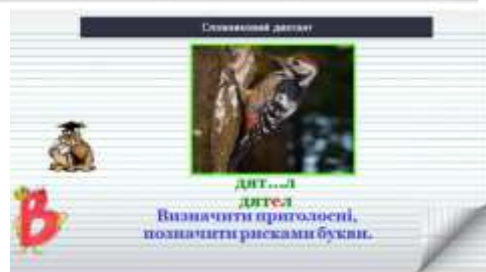 Словниковий диктант
дят...л
дятел
Визначити приголосні,
позначити рисками букви.